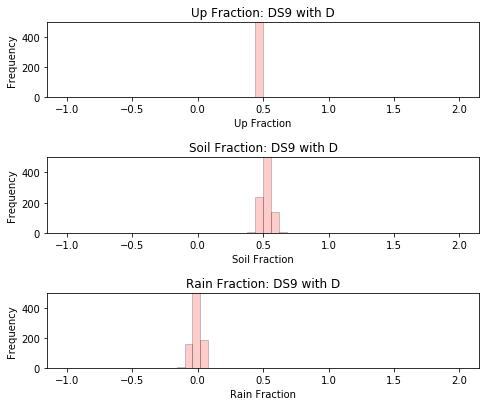 Up Fraction: DS9 with D
400
200
0
Frequency
−1.0 −0.5 0.0 0.5 1.0 1.5 2.0
Up Fraction
Soil Fraction: DS9 with D
400
200
0
Frequency
−1.0 −0.5 0.0 0.5 1.0 1.5 2.0
Soil Fraction
Rain Fraction: DS9 with D
400
200
0
Frequency
−1.0 −0.5 0.0 0.5 1.0 1.5 2.0
Rain Fraction